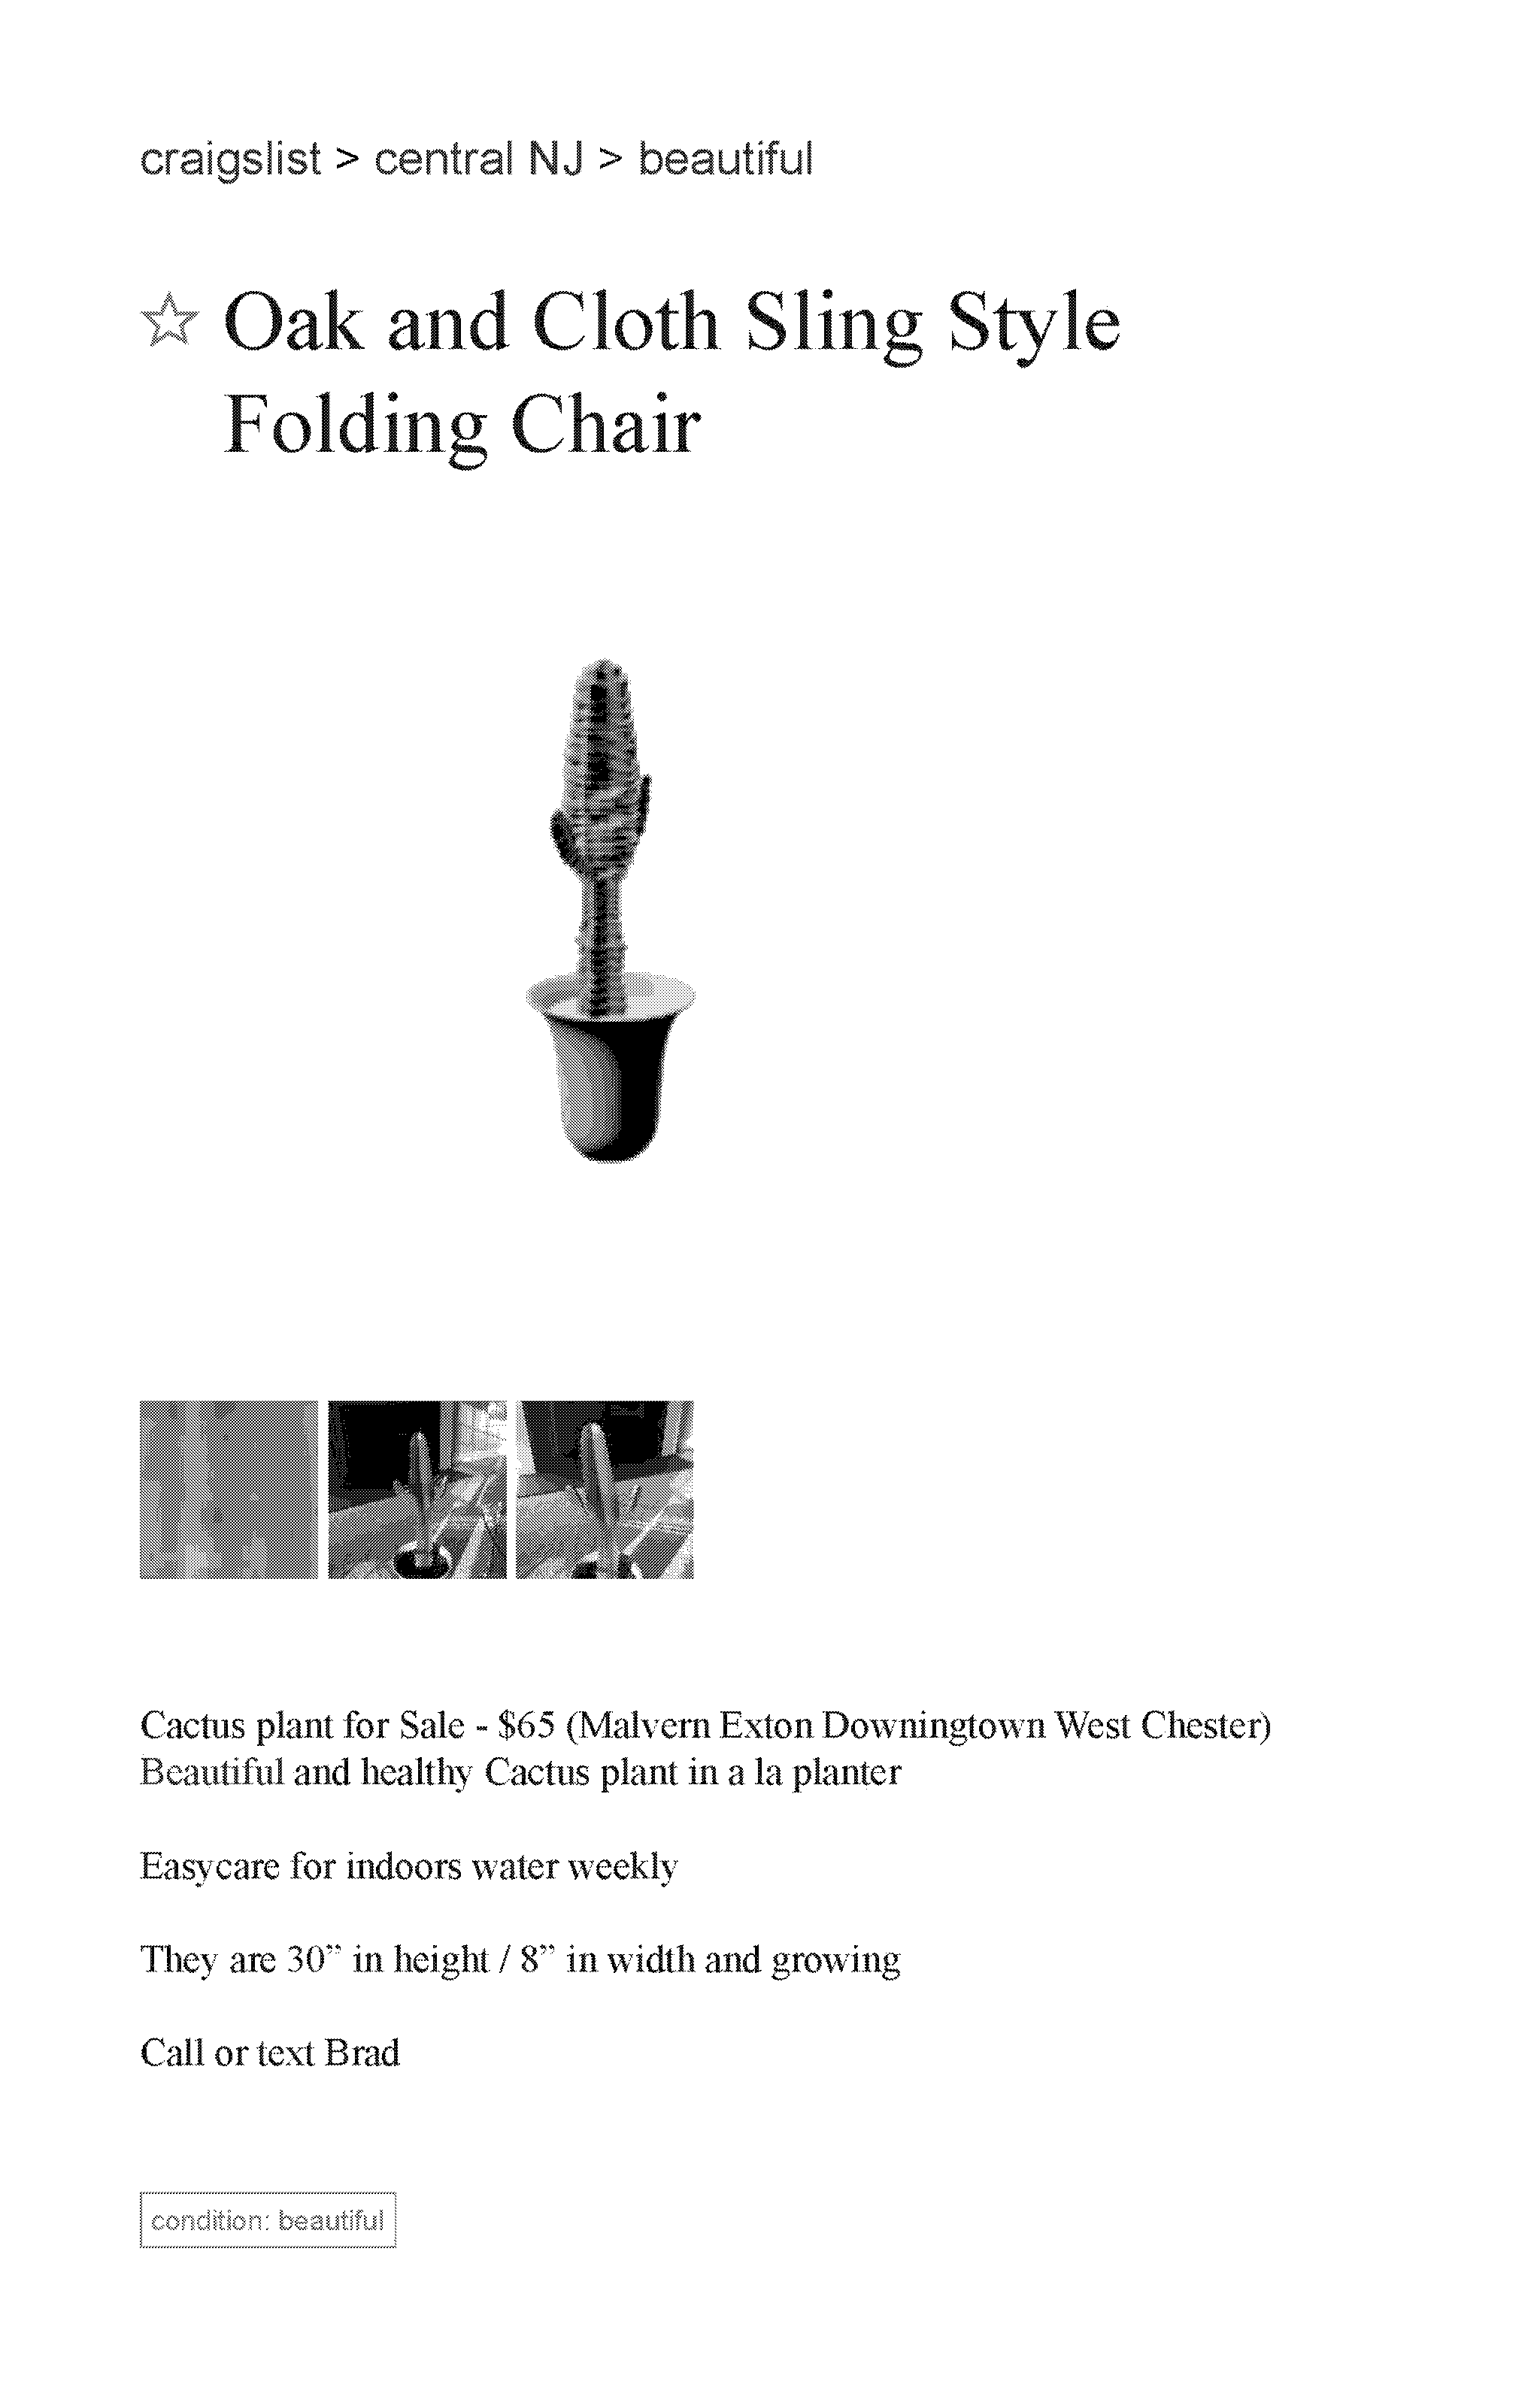 craigslist > central NJ > beautiful
☆ Oak and Cloth Sling Style
Folding Chair
Cactus plant for Sale - $65 (Malvern Exton Downingtown West Chester)
Beautiful and healthy Cactus plant in a la planter
Easycare for indoors water weekly
They are 30” in height / 8” in width and growing
Call or text Brad
condition: beautiful